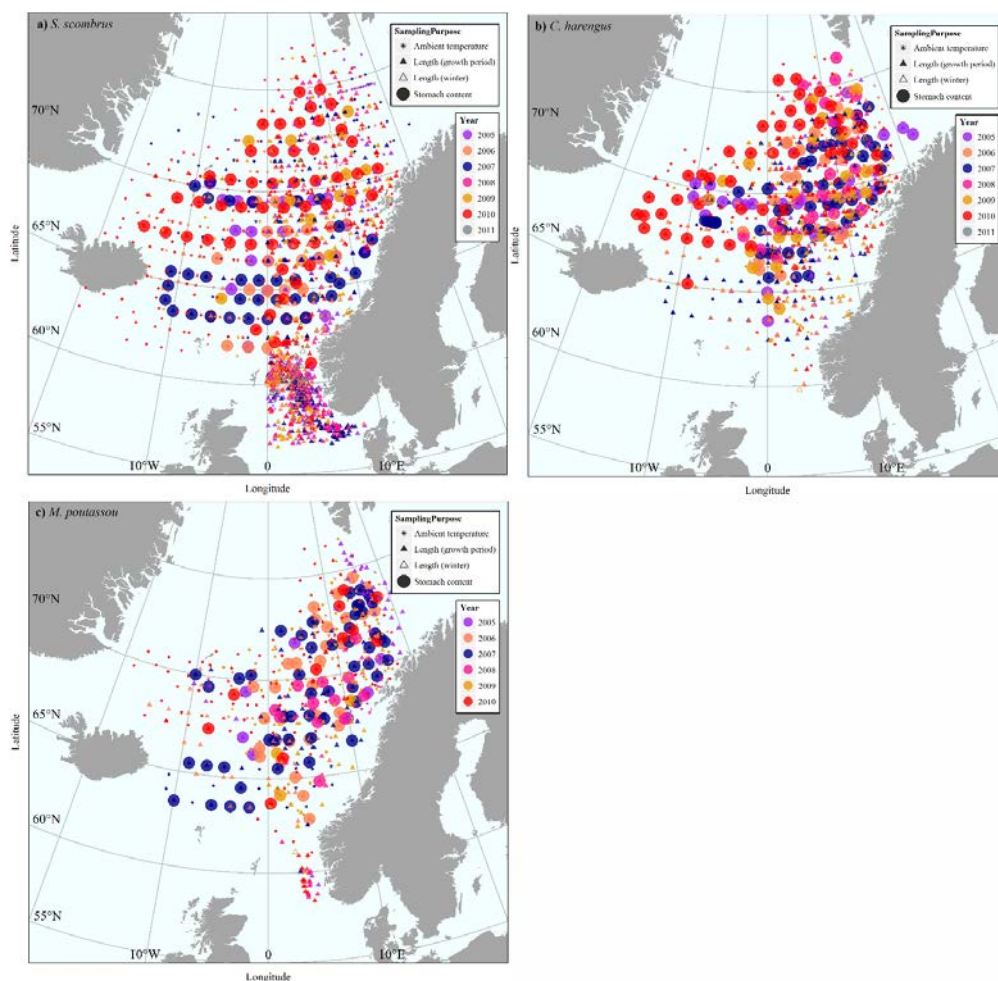 a) S. scombrus
SamplingPurpose
Ambient temperature
Length (growth period)
Length (winter)
Stomach content
Year
2005
2006
2007
2008
2009
2010
2011
70°N
65°N
60°N
55°N
10°W
0
10°E
Latitude
Longitude
b) C. harengus
SamplingPurpose
Ambient temperature
Length (growth period)
Length (winter)
Stomach content
Year
2005
2006
2007
2008
2009
2010
2011
70°N
65°N
60°N
55°N
10°W
0
10°E
Latitude
Longitude
c) M. poutassou
SamplingPurpose
Ambient temperature
Length (growth period)
Length (winter)
Stomach content
Year
2005
2006
2007
2008
2009
2010
70°N
65°N
60°N
55°N
10°W
0
10°E
Latitude
Longitude